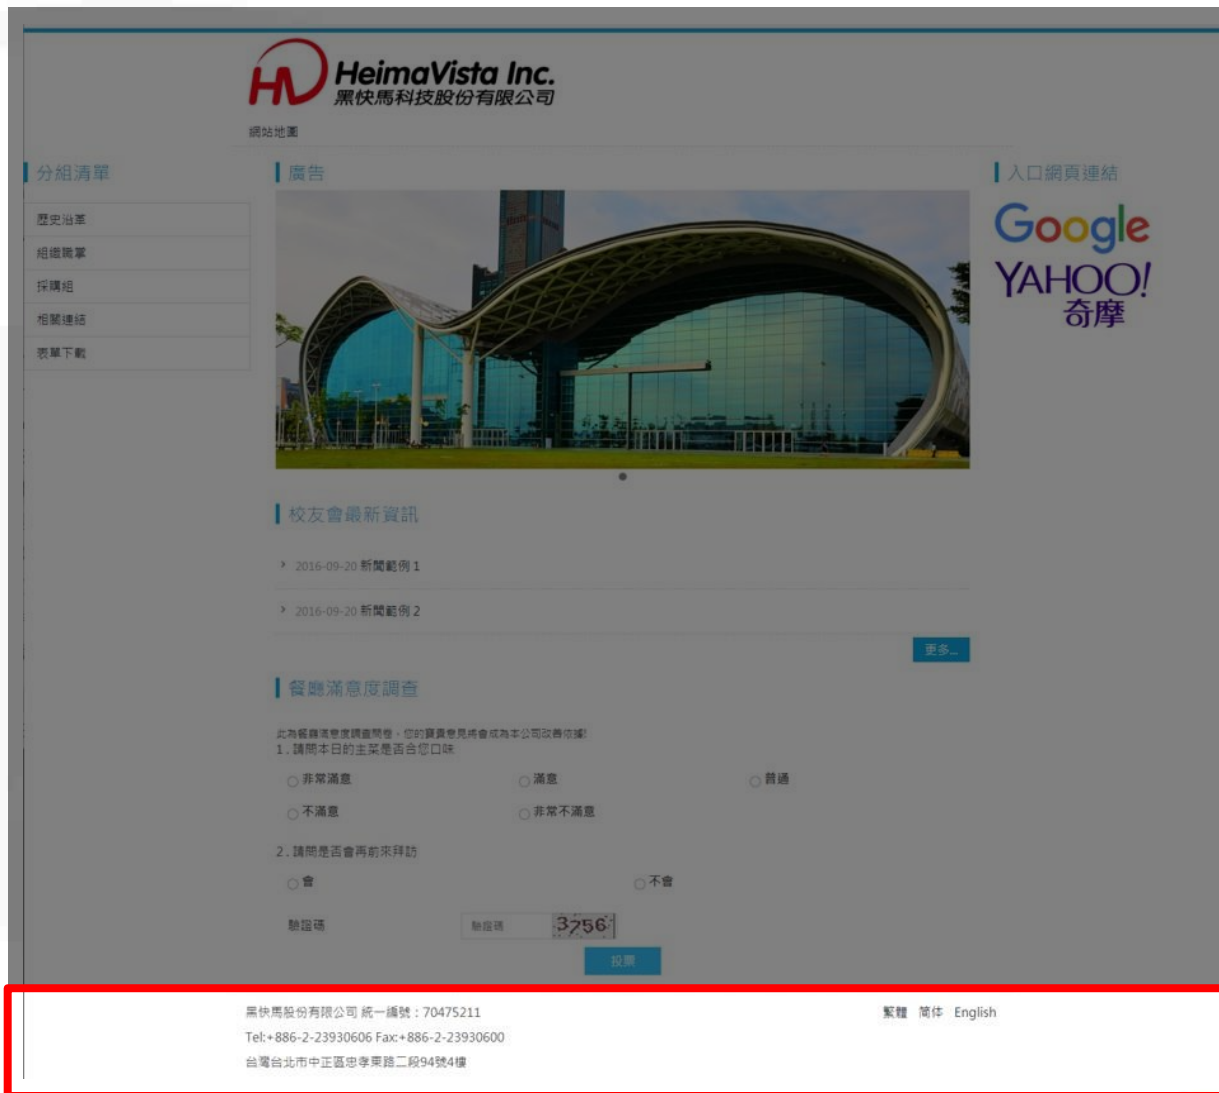 HeimaVista Inc.
黑快馬科技股份有限公司
網站地圖
分組清單
歷史沿革
組織職掌
採購組
相關連結
表單下載
廣告
入口網頁連結
Google
YAHOO!
奇摩
校友會最新資訊
2016-09-20 新聞範例 1
2016-09-20 新聞範例 2
更多...
餐廳滿意度調查
此為餐廳滿意度調查問卷，您的寶貴意見將會成為本公司改善依據!
1 . 請問本日的主菜是否合您口味
非常滿意 滿意 普通
不滿意 非常不滿意
2 . 請問是否會再前來拜訪
會 不會
驗證碼 驗證碼 3756
投票
黑快馬股份有限公司 統一編號：70475211
Tel:+886-2-23930606 Fax:+886-2-23930600
台灣台北市中正區忠孝東路二段94號4樓
繁體 简体 English